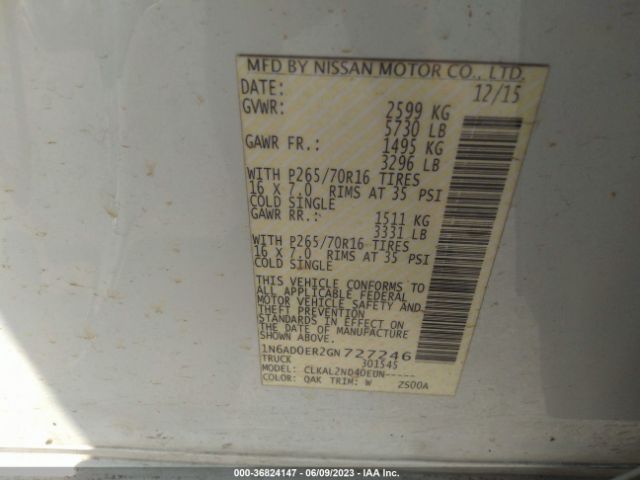 MFD BY NISSAN MOTOR CO., LTD.
DATE: 12/15
GVWR: 2599 KG
5730 LB
GAWR FR.: 1495 KG
3296 LB
WITH P265/70R16 TIRES
16 X 7.0 RIMS AT 35 PSI
COLD SINGLE
GAWR RR.: 1511 KG
3331 LB
WITH P265/70R16 TIRES
16 X 7.0 RIMS AT 35 PSI
COLD SINGLE
THIS VEHICLE CONFORMS TO
ALL APPLICABLE FEDERAL
MOTOR VEHICLE SAFETY AND
THEFT PREVENTION
STANDARDS IN EFFECT ON
THE DATE OF MANUFACTURE
SHOWN ABOVE.
1N6AD0ER2GN727246
TRUCK 301545
MODEL: CLKAL2ND40EUN-----
COLOR: QAK TRIM: W ZS00A
000-36824147 - 06/09/2023 - IAA Inc.